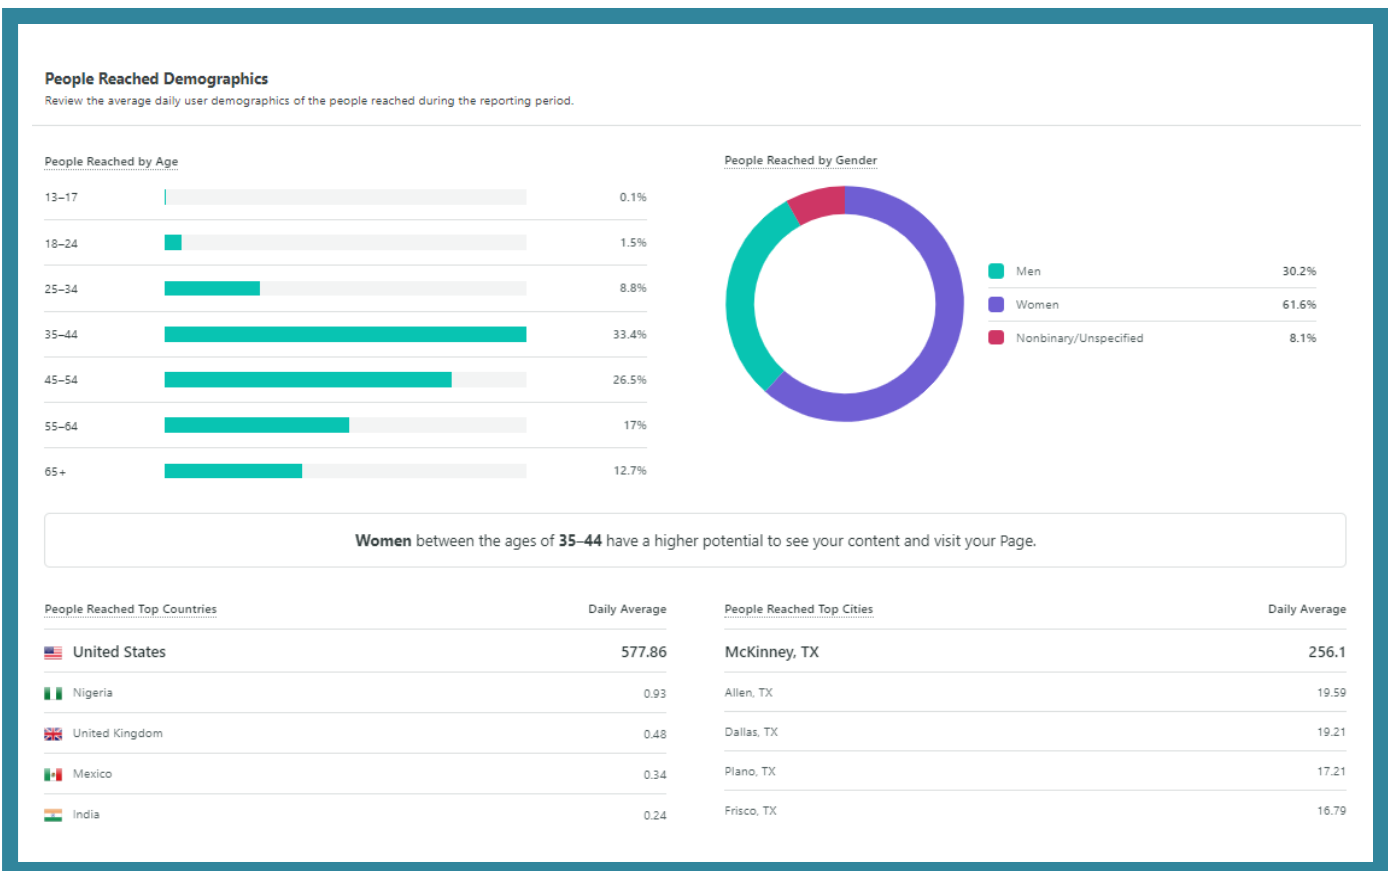 People Reached Demographics
Review the average daily user demographics of the people reached during the reporting period.
People Reached by Age
13–17 0.1%
18–24 1.5%
25–34 8.8%
35–44 33.4%
45–54 26.5%
55–64 17%
65+ 12.7%
People Reached by Gender
Men 30.2%
Women 61.6%
Nonbinary/Unspecified 8.1%
Women between the ages of 35–44 have a higher potential to see your content and visit your Page.
People Reached Top Countries Daily Average
United States 577.86
Nigeria 0.93
United Kingdom 0.48
Mexico 0.34
India 0.24
People Reached Top Cities Daily Average
McKinney, TX 256.1
Allen, TX 19.59
Dallas, TX 19.21
Plano, TX 17.21
Frisco, TX 16.79